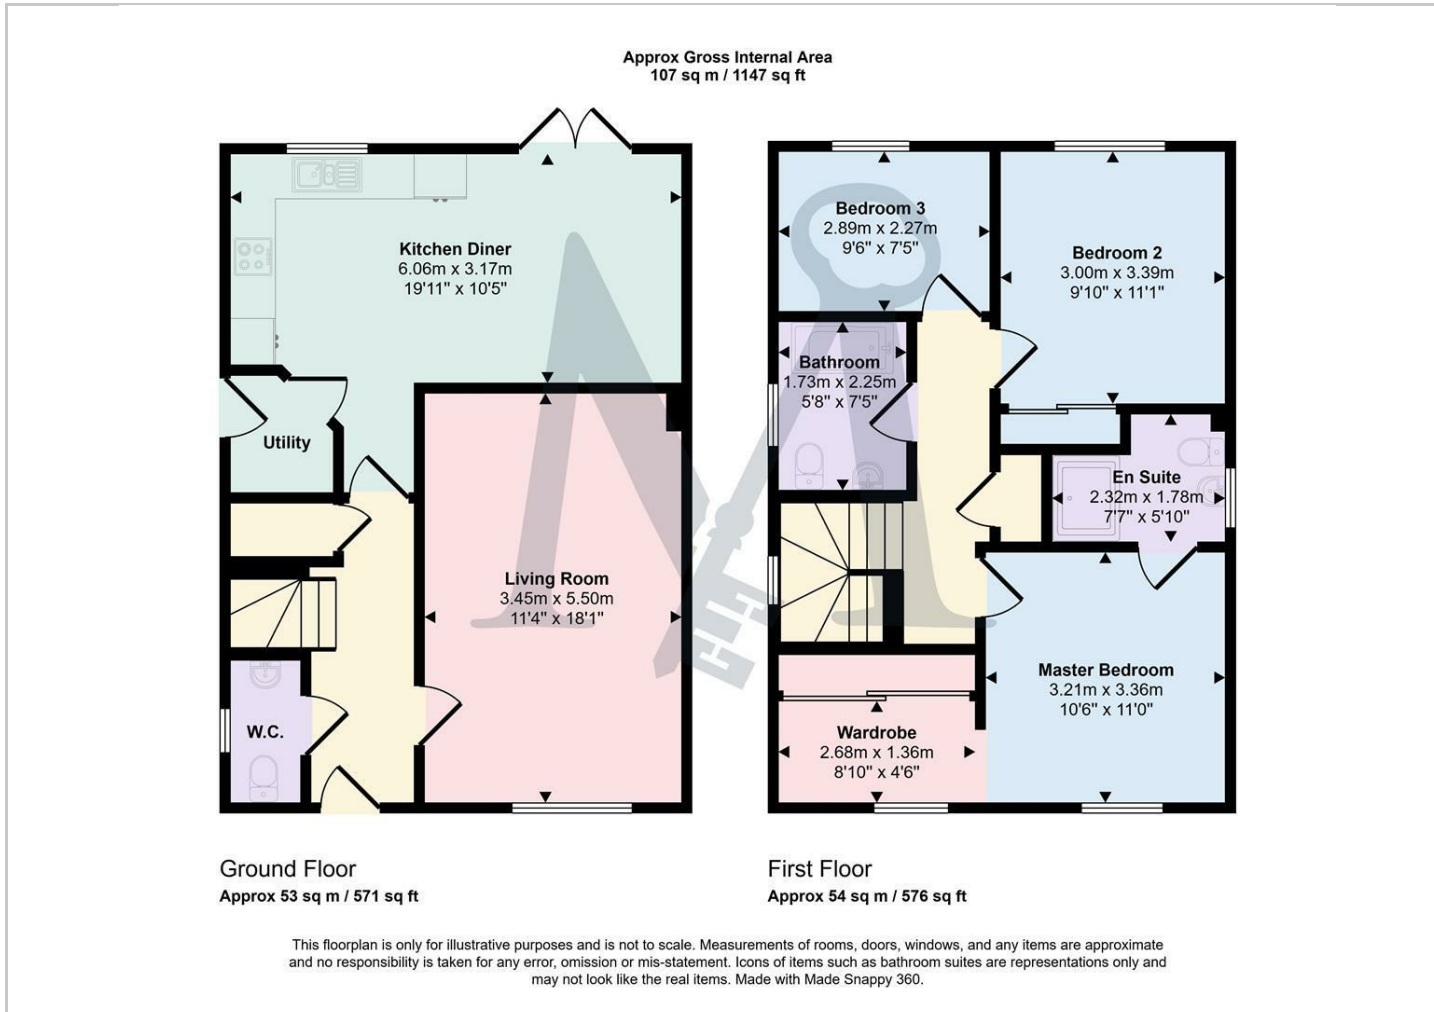 Approx Gross Internal Area
107 sq m / 1147 sq ft
Kitchen Diner
6.06m x 3.17m
19'11" x 10'5"
Utility
Living Room
3.45m x 5.50m
11'4" x 18'1"
W.C.
Bedroom 3
2.89m x 2.27m
9'6" x 7'5"
Bedroom 2
3.00m x 3.39m
9'10" x 11'1"
Bathroom
1.73m x 2.25m
5'8" x 7'5"
En Suite
2.32m x 1.78m
7'7" x 5'10"
Master Bedroom
3.21m x 3.36m
10'6" x 11'0"
Wardrobe
2.68m x 1.36m
8'10" x 4'6"
Ground Floor
Approx 53 sq m / 571 sq ft
First Floor
Approx 54 sq m / 576 sq ft
This floorplan is only for illustrative purposes and is not to scale. Measurements of rooms, doors, windows, and any items are approximate
and no responsibility is taken for any error, omission or mis-statement. Icons of items such as bathroom suites are representations only and
may not look like the real items. Made with Made Snappy 360.